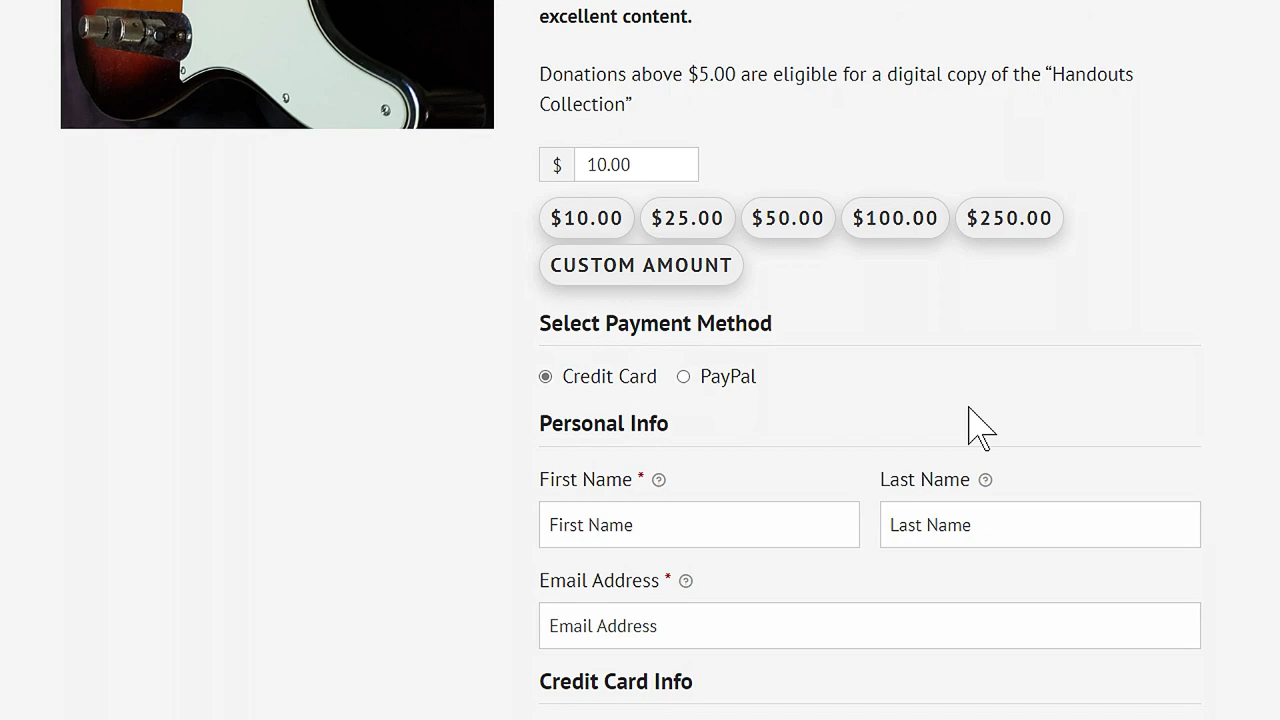 excellent content.
Donations above $5.00 are eligible for a digital copy of the “Handouts
Collection”
$ 10.00
$10.00 $25.00 $50.00 $100.00 $250.00
CUSTOM AMOUNT
Select Payment Method
Credit Card PayPal
Personal Info
First Name * Last Name
First Name Last Name
Email Address *
Email Address
Credit Card Info